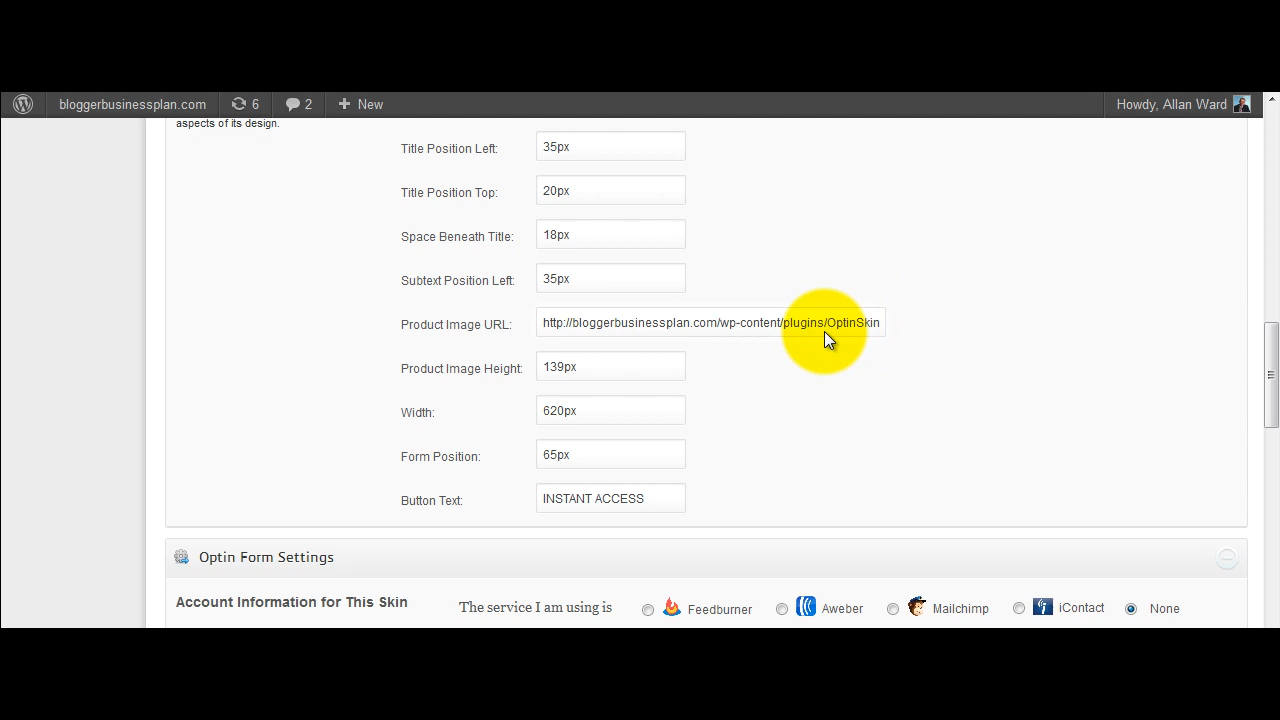 bloggerbusinessplan.com 6 2 New Howdy, Allan Ward
aspects of its design.
Title Position Left: 35px
Title Position Top: 20px
Space Beneath Title: 18px
Subtext Position Left: 35px
Product Image URL: http://bloggerbusinessplan.com/wp-content/plugins/OptinSkin
Product Image Height: 139px
Width: 620px
Form Position: 65px
Button Text: INSTANT ACCESS
Optin Form Settings
Account Information for This Skin The service I am using is Feedburner Aweber Mailchimp iContact None